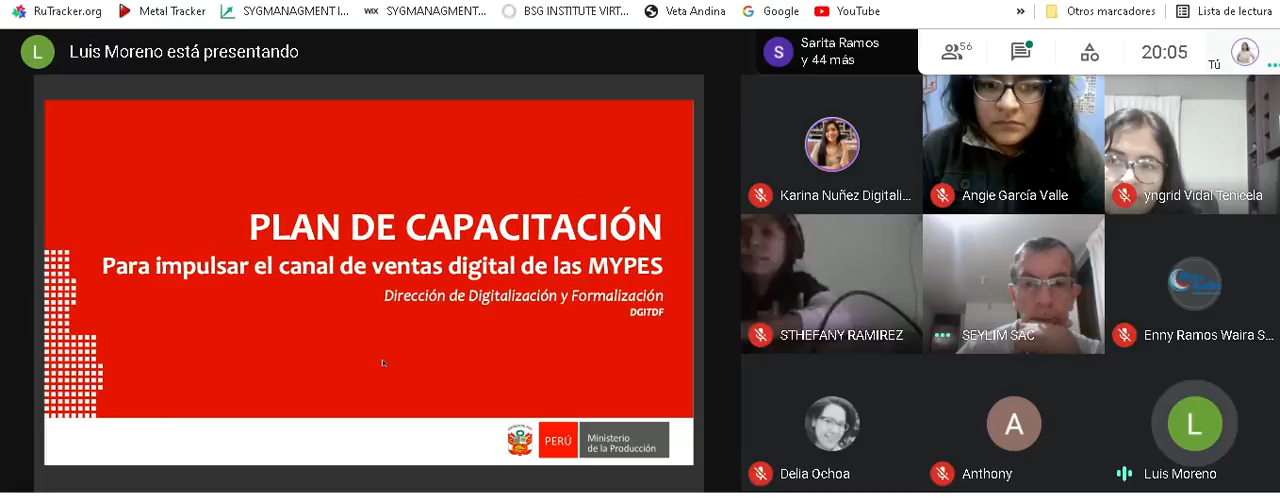 RuTracker.org
Metal Tracker
SYGMANAGMENT I...
WIX
SYGMANAGMENT...
BSG INSTITUTE VIRT...
Veta Andina
G
Google
YouTube
»
Otros marcadores
Lista de lectura
L
Luis Moreno está presentando
S
Sarita Ramos
y 44 más
56
20:05
Tú
PLAN DE CAPACITACIÓN
Para impulsar el canal de ventas digital de las MYPES
Dirección de Digitalización y Formalización
DGITDF
PERÚ
Ministerio
de la Producción
Karina Nuñez Digitali...
Angie García Valle
yngrid Vidal Tenicela
STHEFANY RAMIREZ
SEYLIM SAC
Enny Ramos Waira S...
Delia Ochoa
A
Anthony
L
Luis Moreno